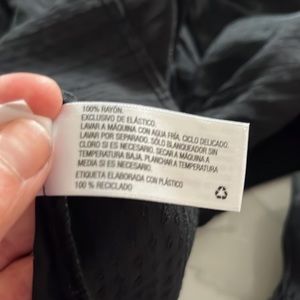 100% RAYON.
EXCLUSIVO DE ELÁSTICO.
LAVAR A MÁQUINA CON AGUA FRÍA, CICLO DELICADO.
LAVAR POR SEPARADO. SÓLO BLANQUEADOR SIN
CLORO SI ES NECESARIO. SECAR A MÁQUINA A
TEMPERATURA BAJA. PLANCHAR A TEMPERATURA
MEDIA SI ES NECESARIO.
ETIQUETA ELABORADA CON PLÁSTICO
100 % RECICLADO